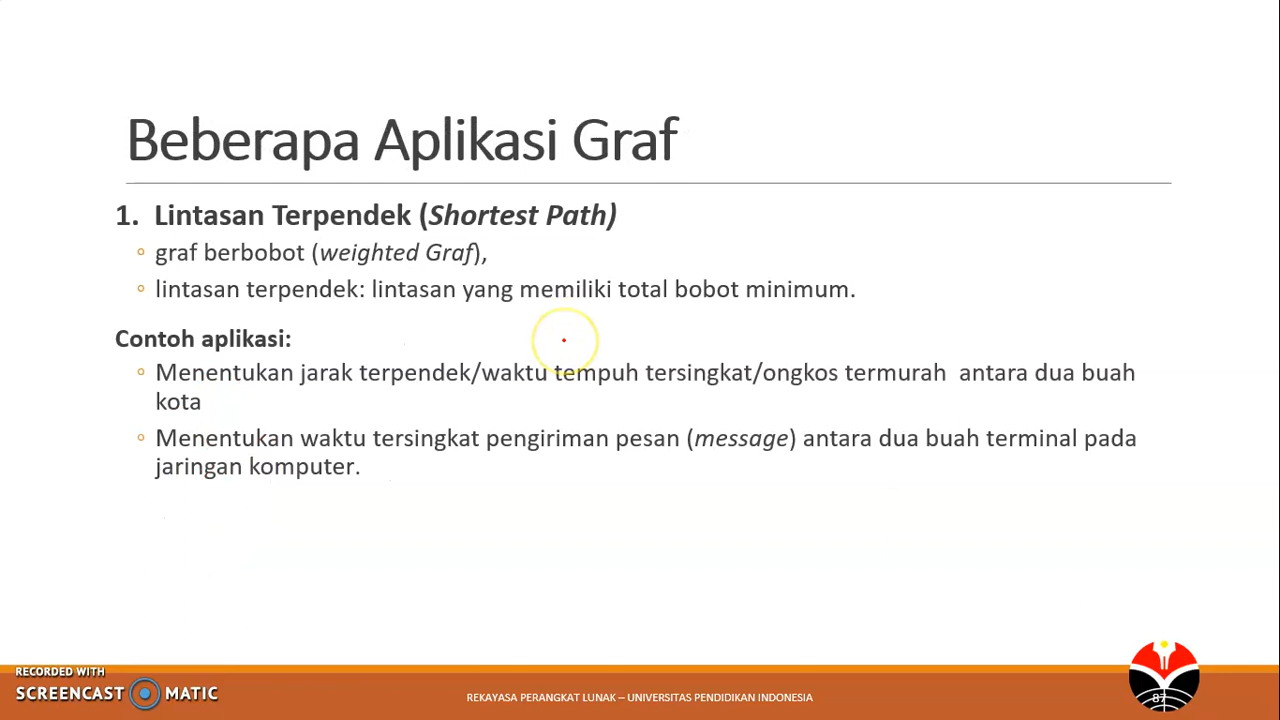 Beberapa Aplikasi Graf
1. Lintasan Terpendek (Shortest Path)
◦ graf berbobot (weighted Graf),
◦ lintasan terpendek: lintasan yang memiliki total bobot minimum.
Contoh aplikasi:
◦ Menentukan jarak terpendek/waktu tempuh tersingkat/ongkos termurah antara dua buah
kota
◦ Menentukan waktu tersingkat pengiriman pesan (message) antara dua buah terminal pada
jaringan komputer.
RECORDED WITH
SCREENCAST MATIC
REKAYASA PERANGKAT LUNAK – UNIVERSITAS PENDIDIKAN INDONESIA
87